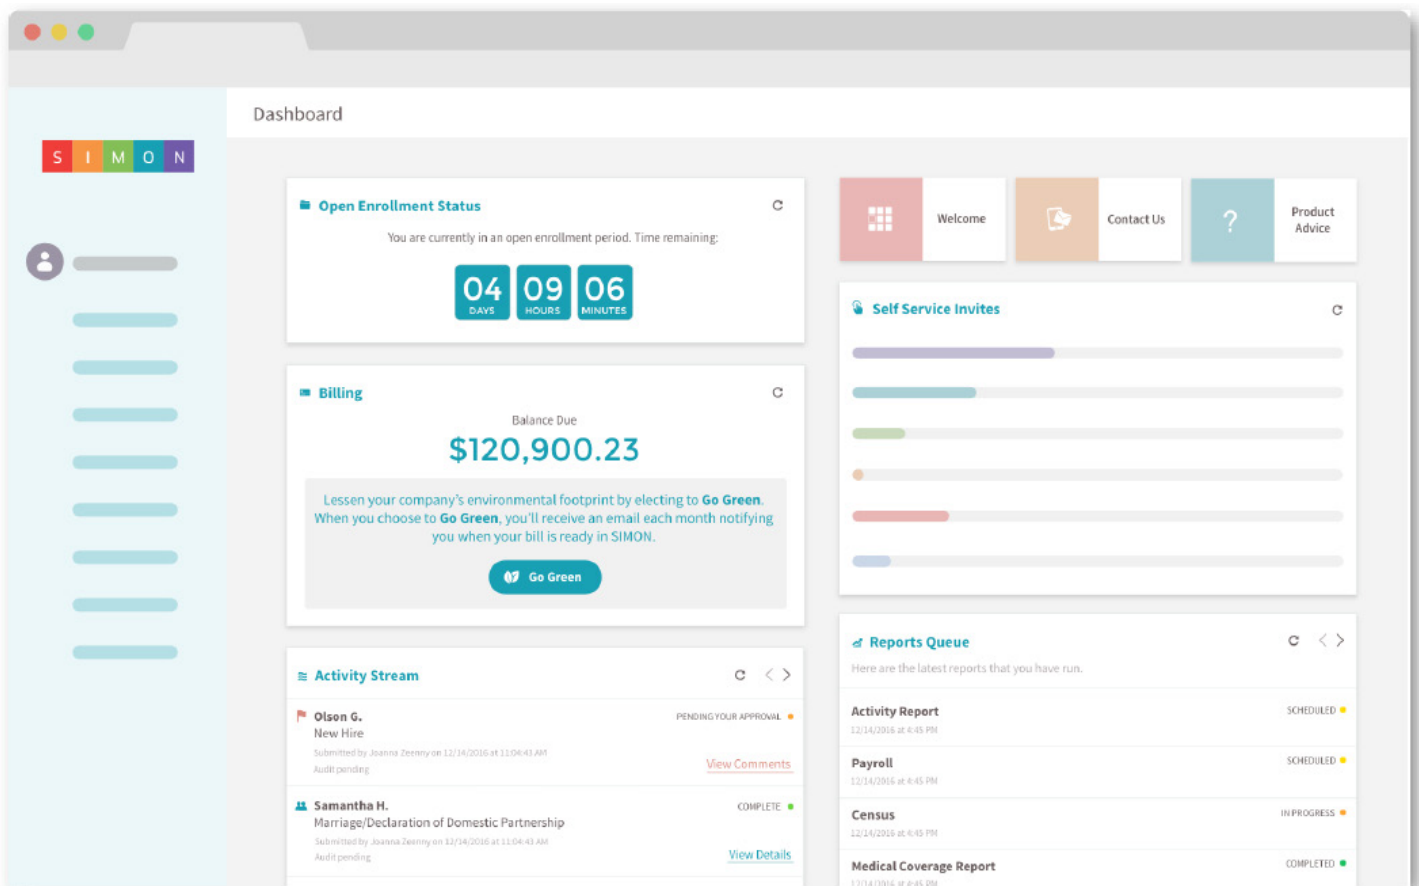 SIMON
Dashboard
Open Enrollment Status
You are currently in an open enrollment period. Time remaining:
04 09 06
DAYS HOURS MINUTES
Billing
Balance Due
$120,900.23
Lessen your company's environmental footprint by electing to Go Green.
When you choose to Go Green, you'll receive an email each month notifying
you when your bill is ready in SIMON.
Go Green
Activity Stream
Olson G.
PENDING YOUR APPROVAL
New Hire
Submitted by Joanna Zeenny on 12/14/2016 at 11:04:43 AM
Audit pending
View Comments
Samantha H.
COMPLETE
Marriage/Declaration of Domestic Partnership
Submitted by Joanna Zeenny on 12/14/2016 at 11:04:43 AM
Audit pending
View Details
Welcome
Contact Us
?
Product
Advice
Self Service Invites
Reports Queue
Here are the latest reports that you have run.
Activity Report
SCHEDULED
12/14/2016 at 4:45 PM
Payroll
SCHEDULED
12/14/2016 at 4:45 PM
Census
IN PROGRESS
12/14/2016 at 4:45 PM
Medical Coverage Report
COMPLETED
12/14/2016 at 4:45 PM